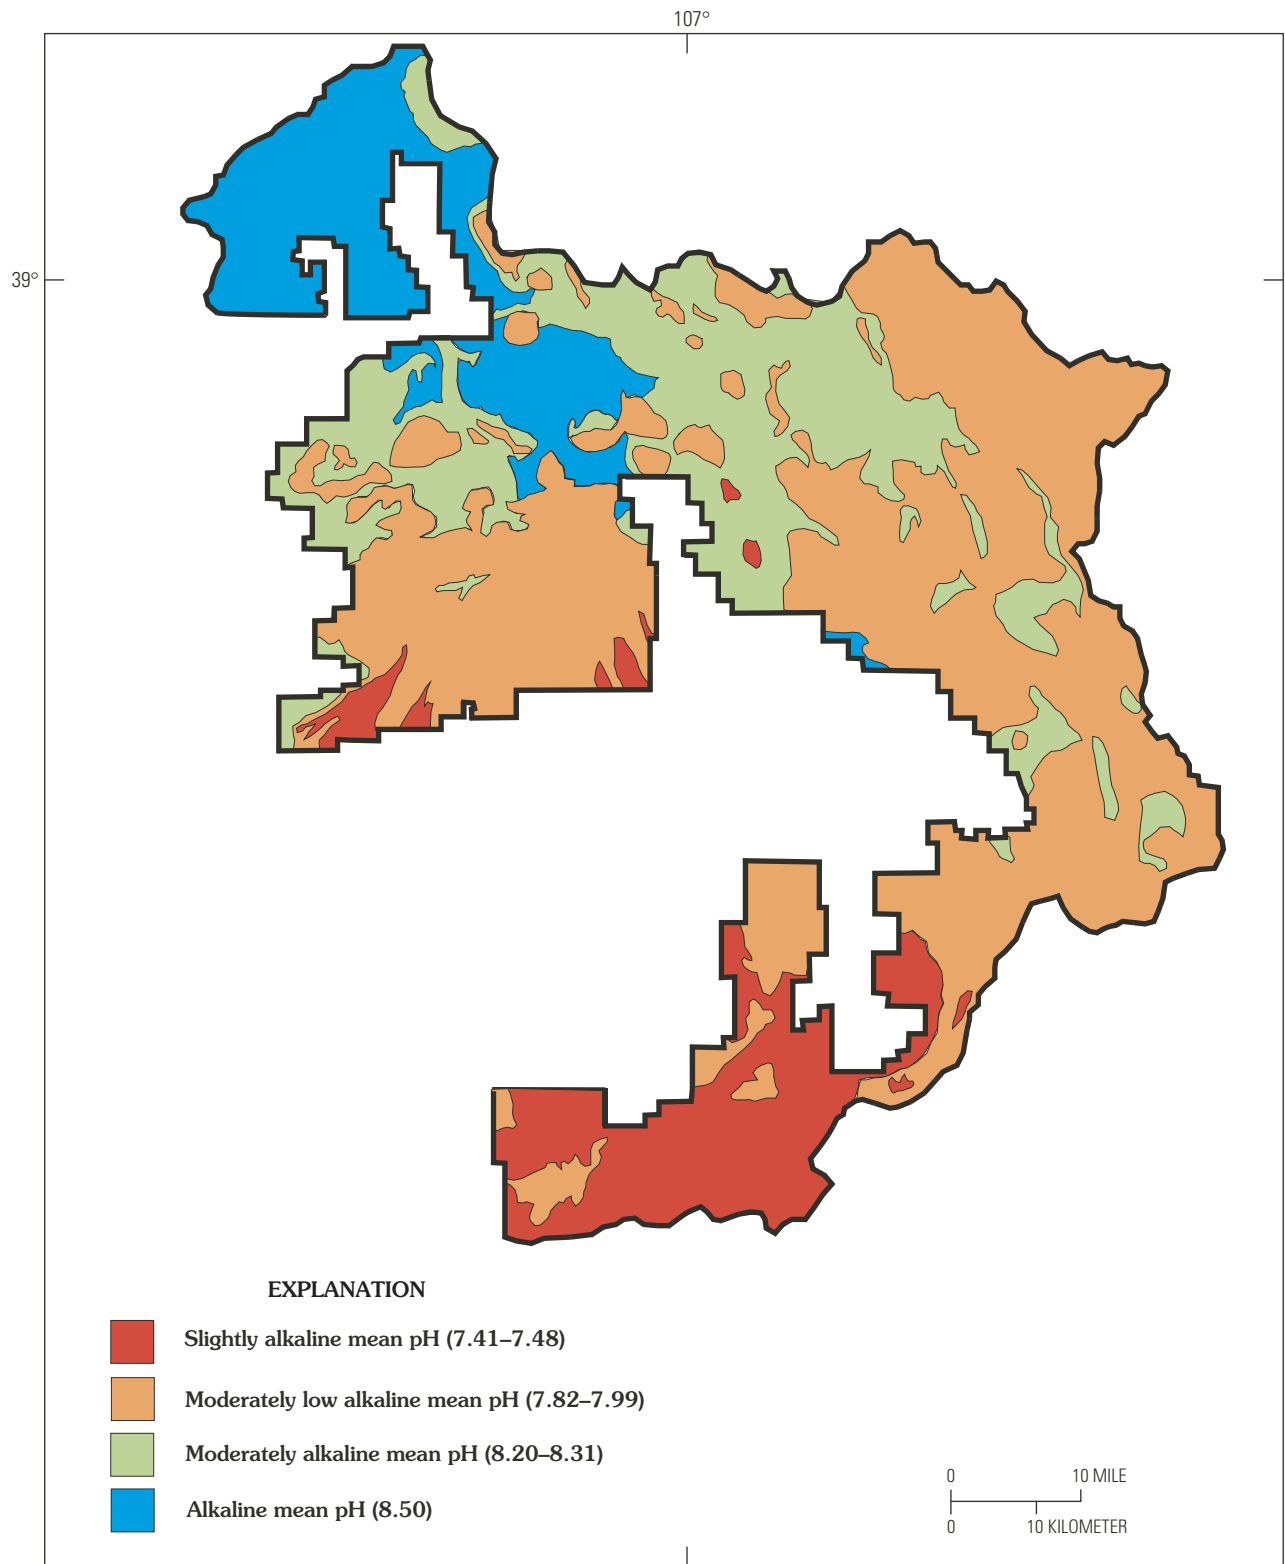 107°
39°
EXPLANATION
Slightly alkaline mean pH (7.41–7.48)
Moderately low alkaline mean pH (7.82–7.99)
Moderately alkaline mean pH (8.20–8.31)
Alkaline mean pH (8.50)
0 10 MILE
0 10 KILOMETER